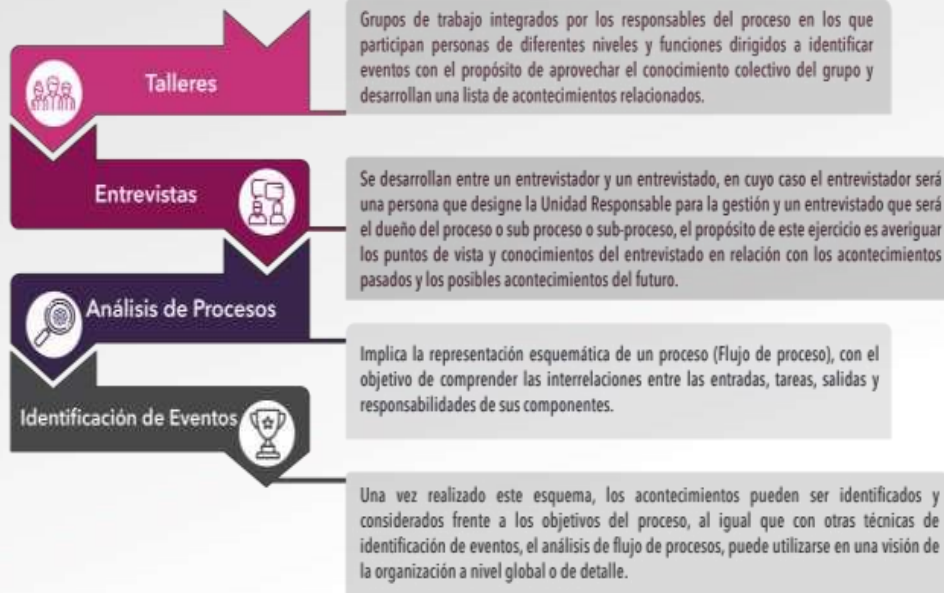 Talleres
Grupos de trabajo integrados por los responsables del proceso en los que
participan personas de diferentes niveles y funciones dirigidos a identificar
eventos con el propósito de aprovechar el conocimiento colectivo del grupo y
desarrollan una lista de acontecimientos relacionados.
Entrevistas
Se desarrollan entre un entrevistador y un entrevistado, en cuyo caso el entrevistador será
una persona que designe la Unidad Responsable para la gestión y un entrevistado que será
el dueño del proceso o sub proceso o sub-proceso, el propósito de este ejercicio es averiguar
los puntos de vista y conocimientos del entrevistado en relación con los acontecimientos
pasados y los posibles acontecimientos del futuro.
Análisis de Procesos
Implica la representación esquemática de un proceso (Flujo de proceso), con el
objetivo de comprender las interrelaciones entre las entradas, tareas, salidas y
responsabilidades de sus componentes.
Identificación de Eventos
Una vez realizado este esquema, los acontecimientos pueden ser identificados y
considerados frente a los objetivos del proceso, al igual que con otras técnicas de
identificación de eventos, el análisis de flujo de procesos, puede utilizarse en una visión de
la organización a nivel global o de detalle.